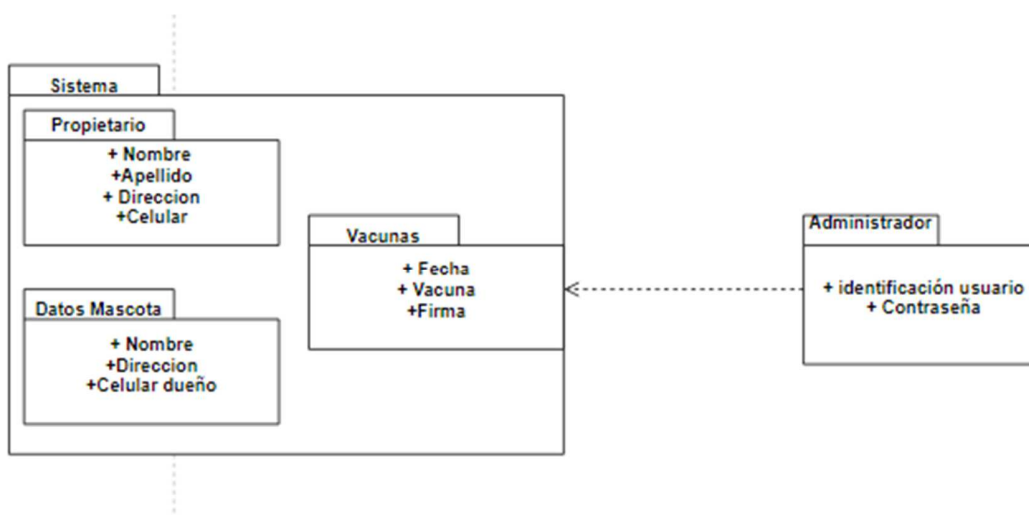 Sistema
Propietario
+ Nombre
+Apellido
+ Direccion
+Celular
Vacunas
+ Fecha
+ Vacuna
+Firma
Administrador
+ identificación usuario
+ Contraseña
Datos Mascota
+ Nombre
+Direccion
+Celular dueño